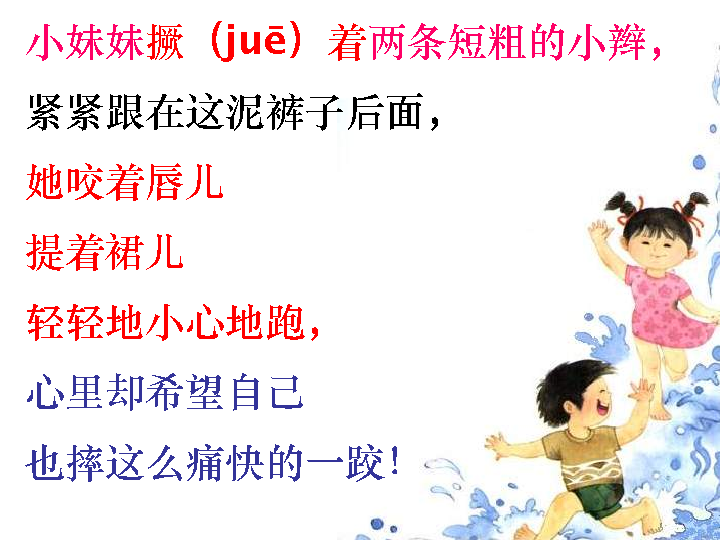 小妹妹撅（juē）着两条短粗的小辫，
紧紧跟在这泥裤子后面，
她咬着唇儿
提着裙儿
轻轻地小心地跑，
心里却希望自己
也摔这么痛快的一跤！